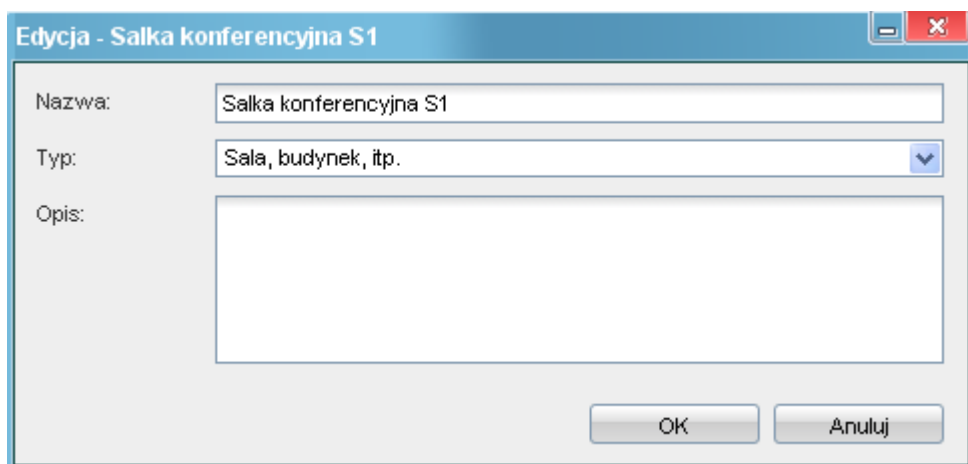 Edycja - Salka konferencyjna S1
Nazwa: Salka konferencyjna S1
Typ: Sala, budynek, itp.
Opis:
OK Anuluj